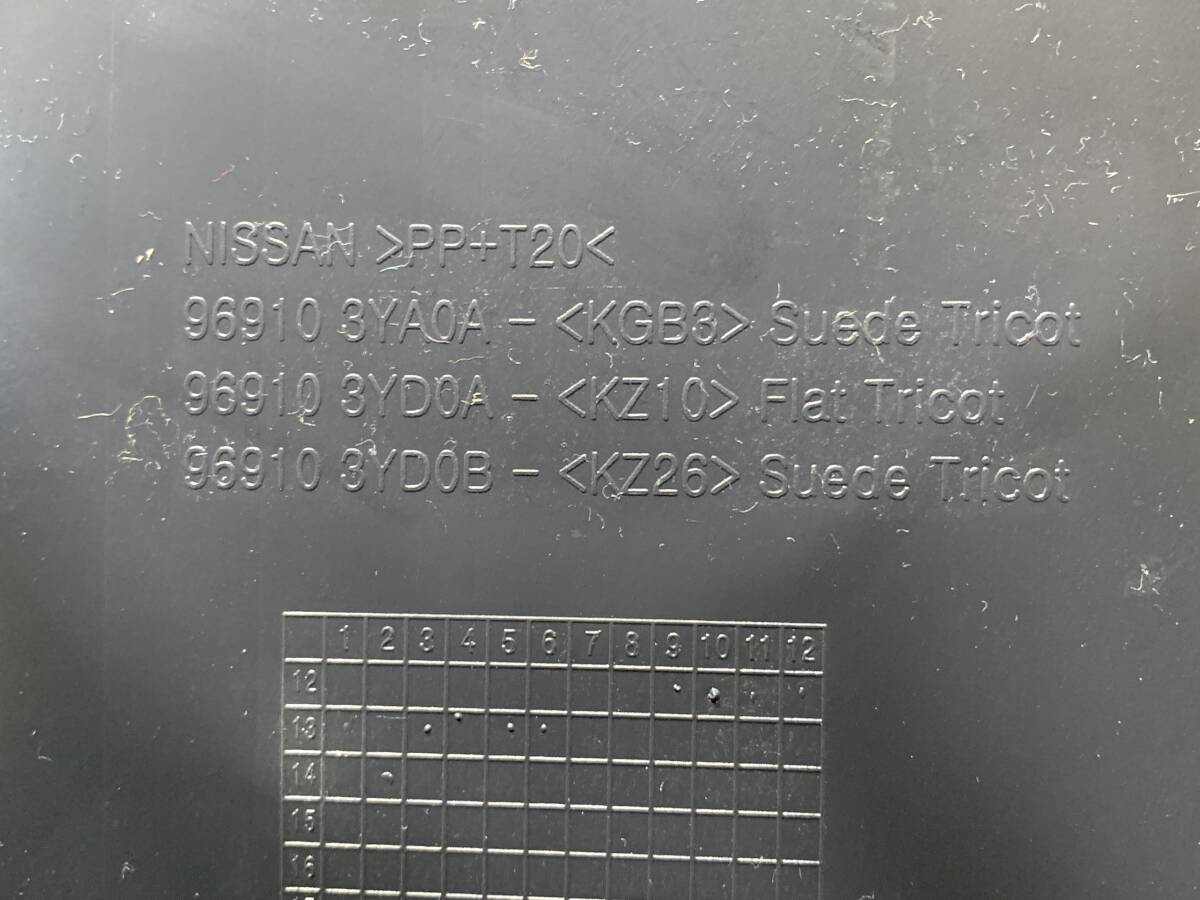 NISSAN >PP+T20<
96910 3YA0A - <KGB3> Suede Tricot
96910 3YD0A - <KZ10> Flat Tricot
96910 3YD0B - <KZ26> Suede Tricot
1 2 3 4 5 6 7 8 9 10 11 12
12
13
14
15
16